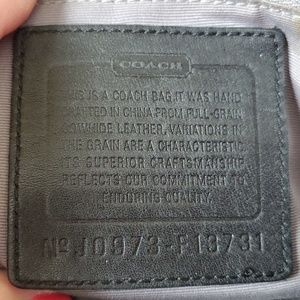 COACH
THIS IS A COACH BAG. IT WAS HAND
CRAFTED IN CHINA FROM FULL-GRAIN
COWHIDE LEATHER. VARIATIONS IN
THE GRAIN ARE A CHARACTERISTIC.
ITS SUPERIOR CRAFTSMANSHIP
REFLECTS OUR COMMITMENT TO
ENDURING QUALITY.
Nº J0973-F13731